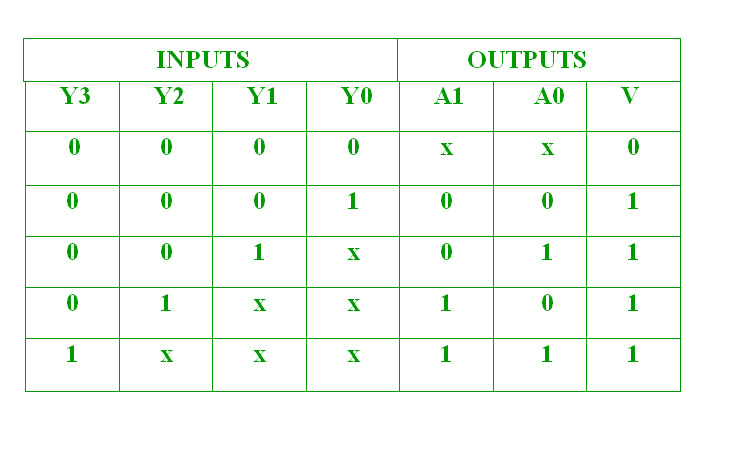 INPUTS OUTPUTS
Y3 Y2 Y1 Y0 A1 A0 V
0 0 0 0 x x 0
0 0 0 1 0 0 1
0 0 1 x 0 1 1
0 1 x x 1 0 1
1 x x x 1 1 1